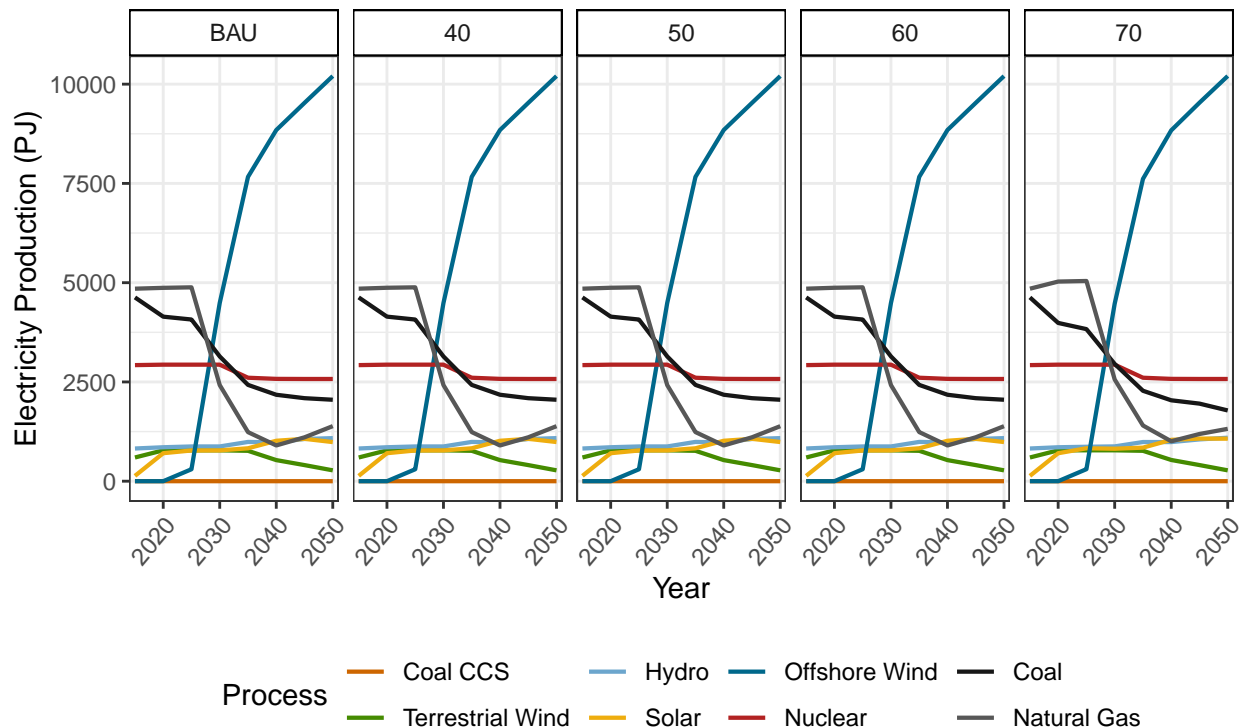 BAU 40 50 60 70
Electricity Production (PJ)
10000
7500
5000
2500
0
2020 2030 2040 2050 2020 2030 2040 2050 2020 2030 2040 2050 2020 2030 2040 2050 2020 2030 2040 2050
Year
Process
Coal CCS Hydro Offshore Wind Coal
Terrestrial Wind Solar Nuclear Natural Gas